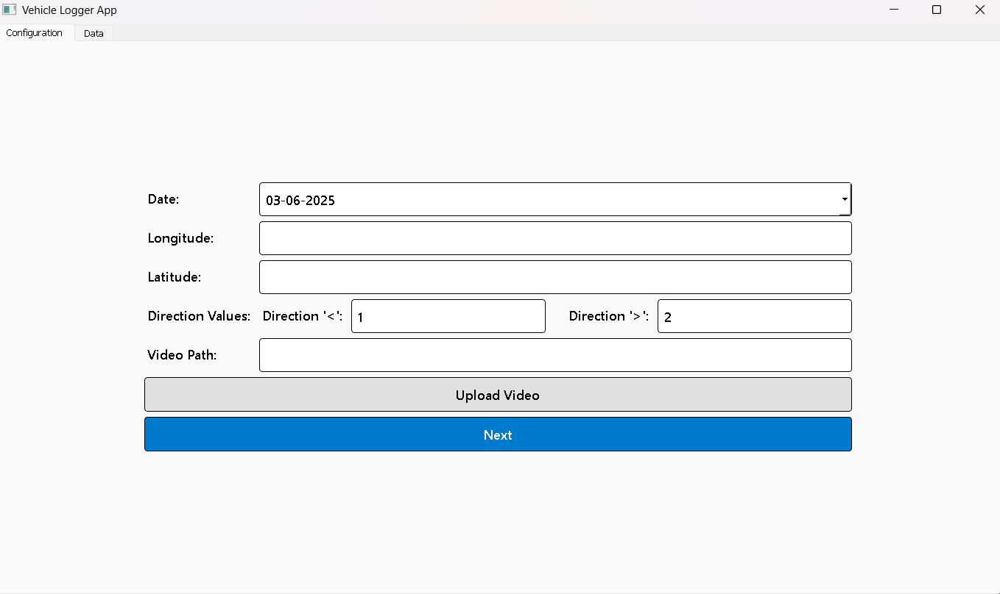 Vehicle Logger App
Configuration Data
Date: 03-06-2025
Longitude:
Latitude:
Direction Values: Direction '<': 1 Direction '>': 2
Video Path:
Upload Video
Next